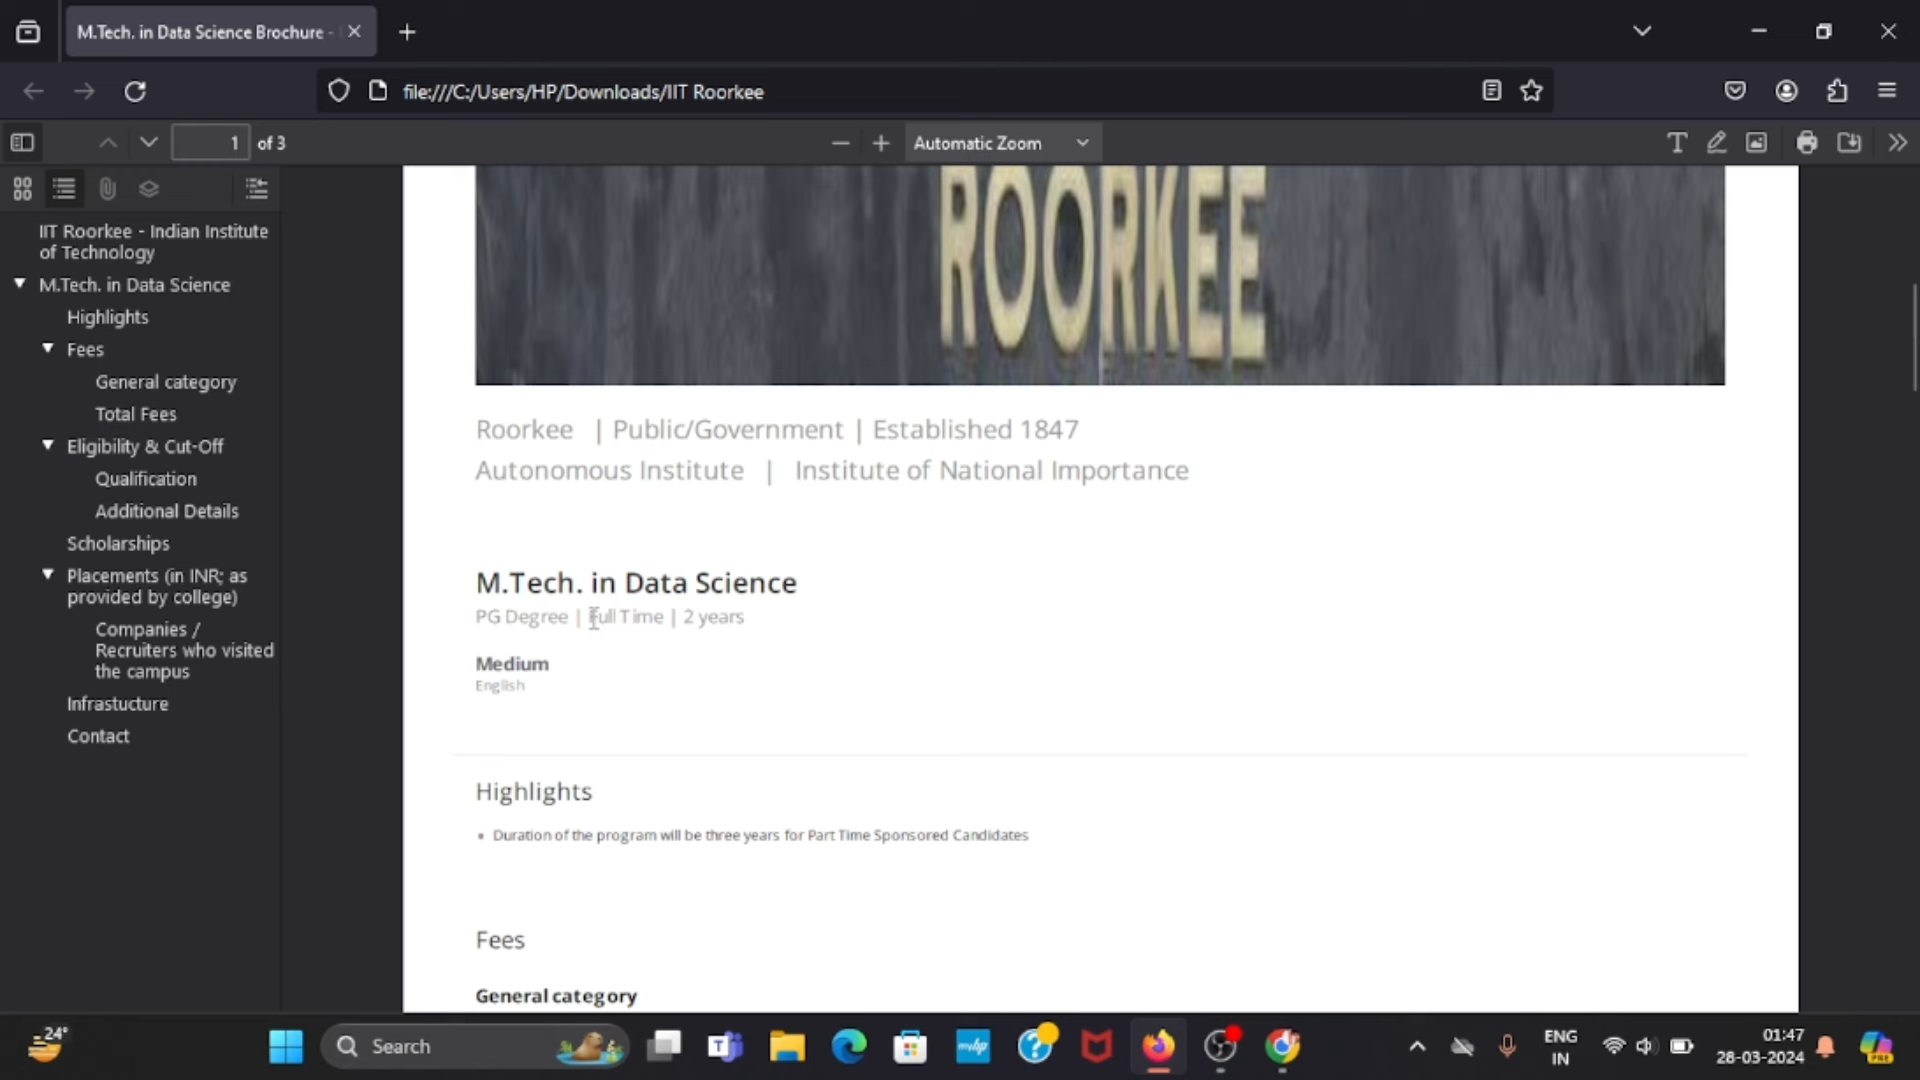 M.Tech. in Data Science Brochure -
file:///C:/Users/HP/Downloads/IIT Roorkee
1 of 3
Automatic Zoom
IIT Roorkee - Indian Institute
of Technology
M.Tech. in Data Science
Highlights
Fees
General category
Total Fees
Eligibility & Cut-Off
Qualification
Additional Details
Scholarships
Placements (in INR; as
provided by college)
Companies /
Recruiters who visited
the campus
Infrastucture
Contact
ROORKEE
Roorkee | Public/Government | Established 1847
Autonomous Institute | Institute of National Importance
M.Tech. in Data Science
PG Degree | Full Time | 2 years
Medium
English
Highlights
• Duration of the program will be three years for Part Time Sponsored Candidates
Fees
General category
24°
Search
myhp
ENG
IN
01:47
28-03-2024
PRE